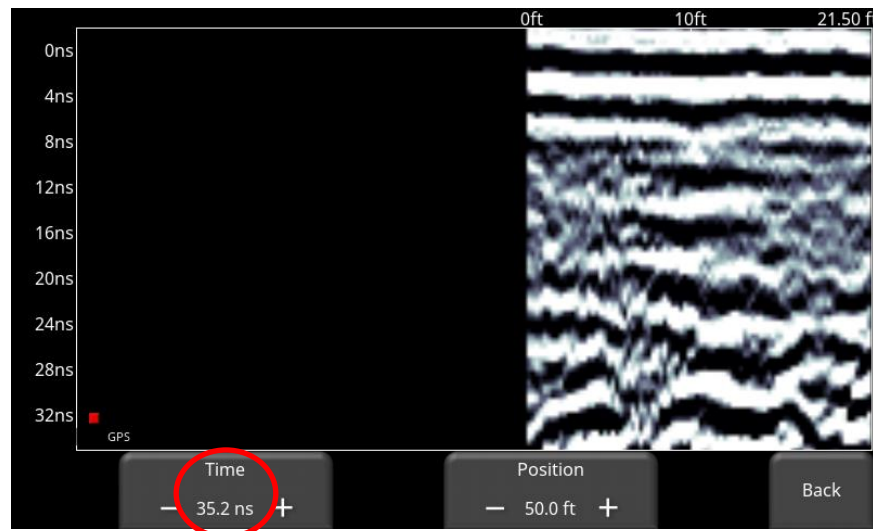 0ft 10ft 21.50 f
0ns
4ns
8ns
12ns
16ns
20ns
24ns
28ns
32ns
GPS
Time Position
− 35.2 ns + − 50.0 ft + Back